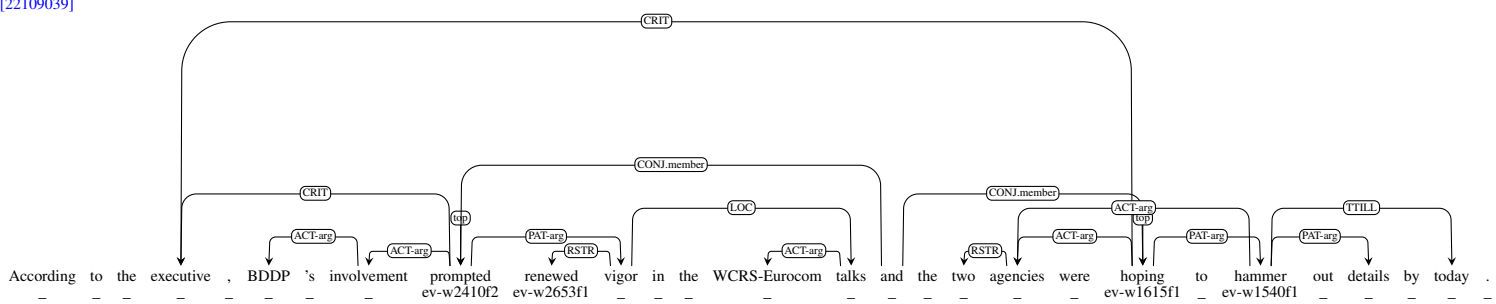 [22109039]
CRIT
CONJ.member
CRIT CONJ.member
top LOC ACT-arg top TTILL
ACT-arg ACT-arg PAT-arg RSTR ACT-arg RSTR ACT-arg PAT-arg PAT-arg
According to the executive , BDDP 's involvement prompted renewed vigor in the WCRS-Eurocom talks and the two agencies were hoping to hammer out details by today .
_ _ _ _ _ _ _ _ ev-w2410f2 ev-w2653f1 _ _ _ _ _ _ _ _ _ _ ev-w1615f1 _ ev-w1540f1 _ _ _ _ _